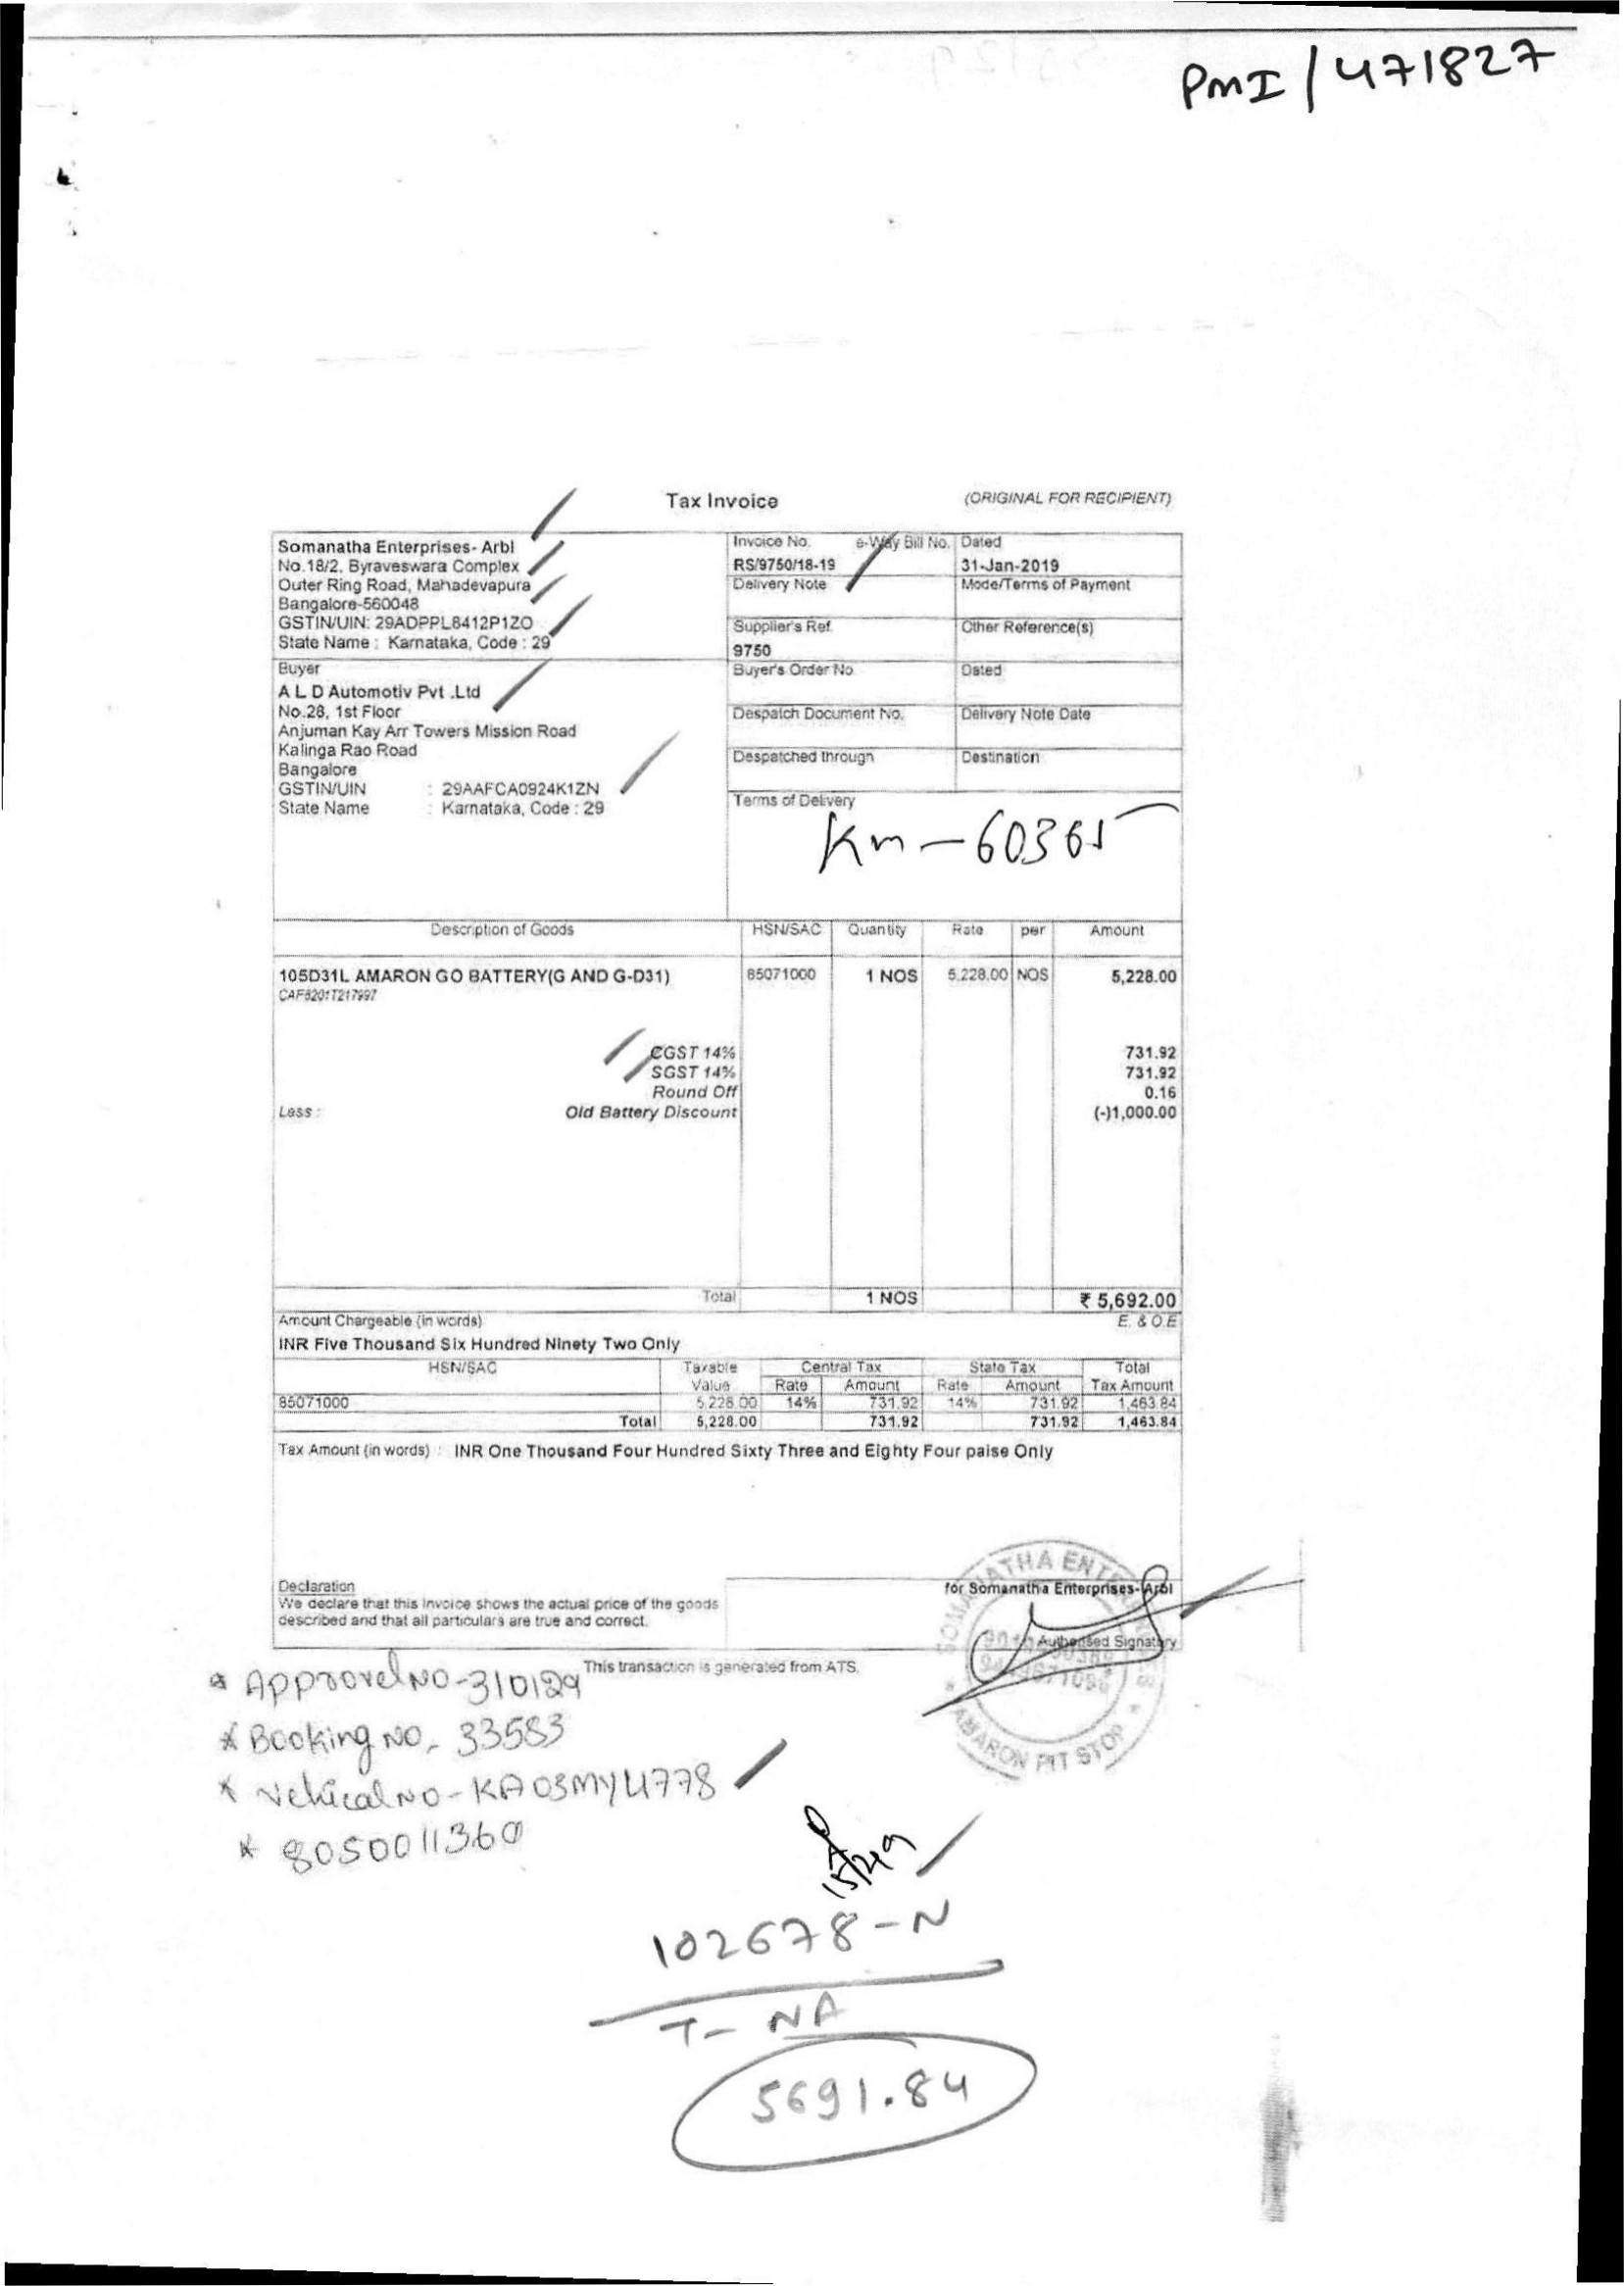 PMI/471827
Tax Invoice
(ORIGINAL FOR RECIPIENT)
Somanatha Enterprises- Arbl
No.18/2, Byraveswara Complex
Outer Ring Road, Mahadevapura
Bangalore-560048
GSTIN/UIN: 29ADPPL8412P1ZO
State Name : Karnataka, Code : 29
Invoice No. e-Way Bill No. Dated
RS/9750/18-19 31-Jan-2019
Delivery Note Mode/Terms of Payment
Supplier's Ref. Other Reference(s)
9750
Buyer
A L D Automotiv Pvt .Ltd
No.28, 1st Floor
Anjuman Kay Arr Towers Mission Road
Kalinga Rao Road
Bangalore
GSTIN/UIN : 29AAFCA0924K1ZN
State Name : Karnataka, Code : 29
Buyer's Order No. Dated
Despatch Document No. Delivery Note Date
Despatched through Destination
Terms of Delivery
Km-60365
Description of Goods HSN/SAC Quantity Rate per Amount
105D31L AMARON GO BATTERY(G AND G-D31) 85071000 1 NOS 5,228.00 NOS 5,228.00
CAF8201T217997
CGST 14% 731.92
SGST 14% 731.92
Round Off 0.16
Less : Old Battery Discount (-)1,000.00
Total 1 NOS ₹ 5,692.00
Amount Chargeable (in words) E. & O.E
INR Five Thousand Six Hundred Ninety Two Only
HSN/SAC Taxable Central Tax State Tax Total
Value Rate Amount Rate Amount Tax Amount
85071000 5,228.00 14% 731.92 14% 731.92 1,463.84
Total 5,228.00 731.92 731.92 1,463.84
Tax Amount (in words) : INR One Thousand Four Hundred Sixty Three and Eighty Four paise Only
Declaration
We declare that this invoice shows the actual price of the goods
described and that all particulars are true and correct.
for Somanatha Enterprises- Arbl
Authorised Signatory
SOMANATHA ENTERPRISES
AMARON PIT STOP
This transaction is generated from ATS.
* Approvel NO-310129
* Booking NO- 33583
* Vehical NO-KA03MY4778
* 8050011360
102678-N
T- NA
5691.84